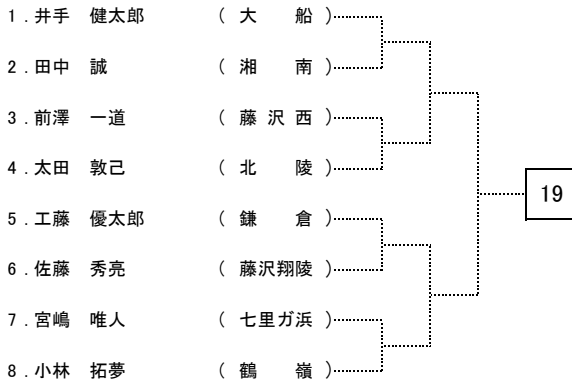 1．井手　健太郎　（ 大　船 ）
2．田中　誠　（ 湘　南 ）
3．前澤　一道　（ 藤 沢 西 ）
4．太田　敦己　（ 北　陵 ）
5．工藤　優太郎　（ 鎌　倉 ）
6．佐藤　秀亮　（ 藤沢翔陵 ）
7．宮嶋　唯人　（ 七里ガ浜 ）
8．小林　拓夢　（ 鶴　嶺 ）
19